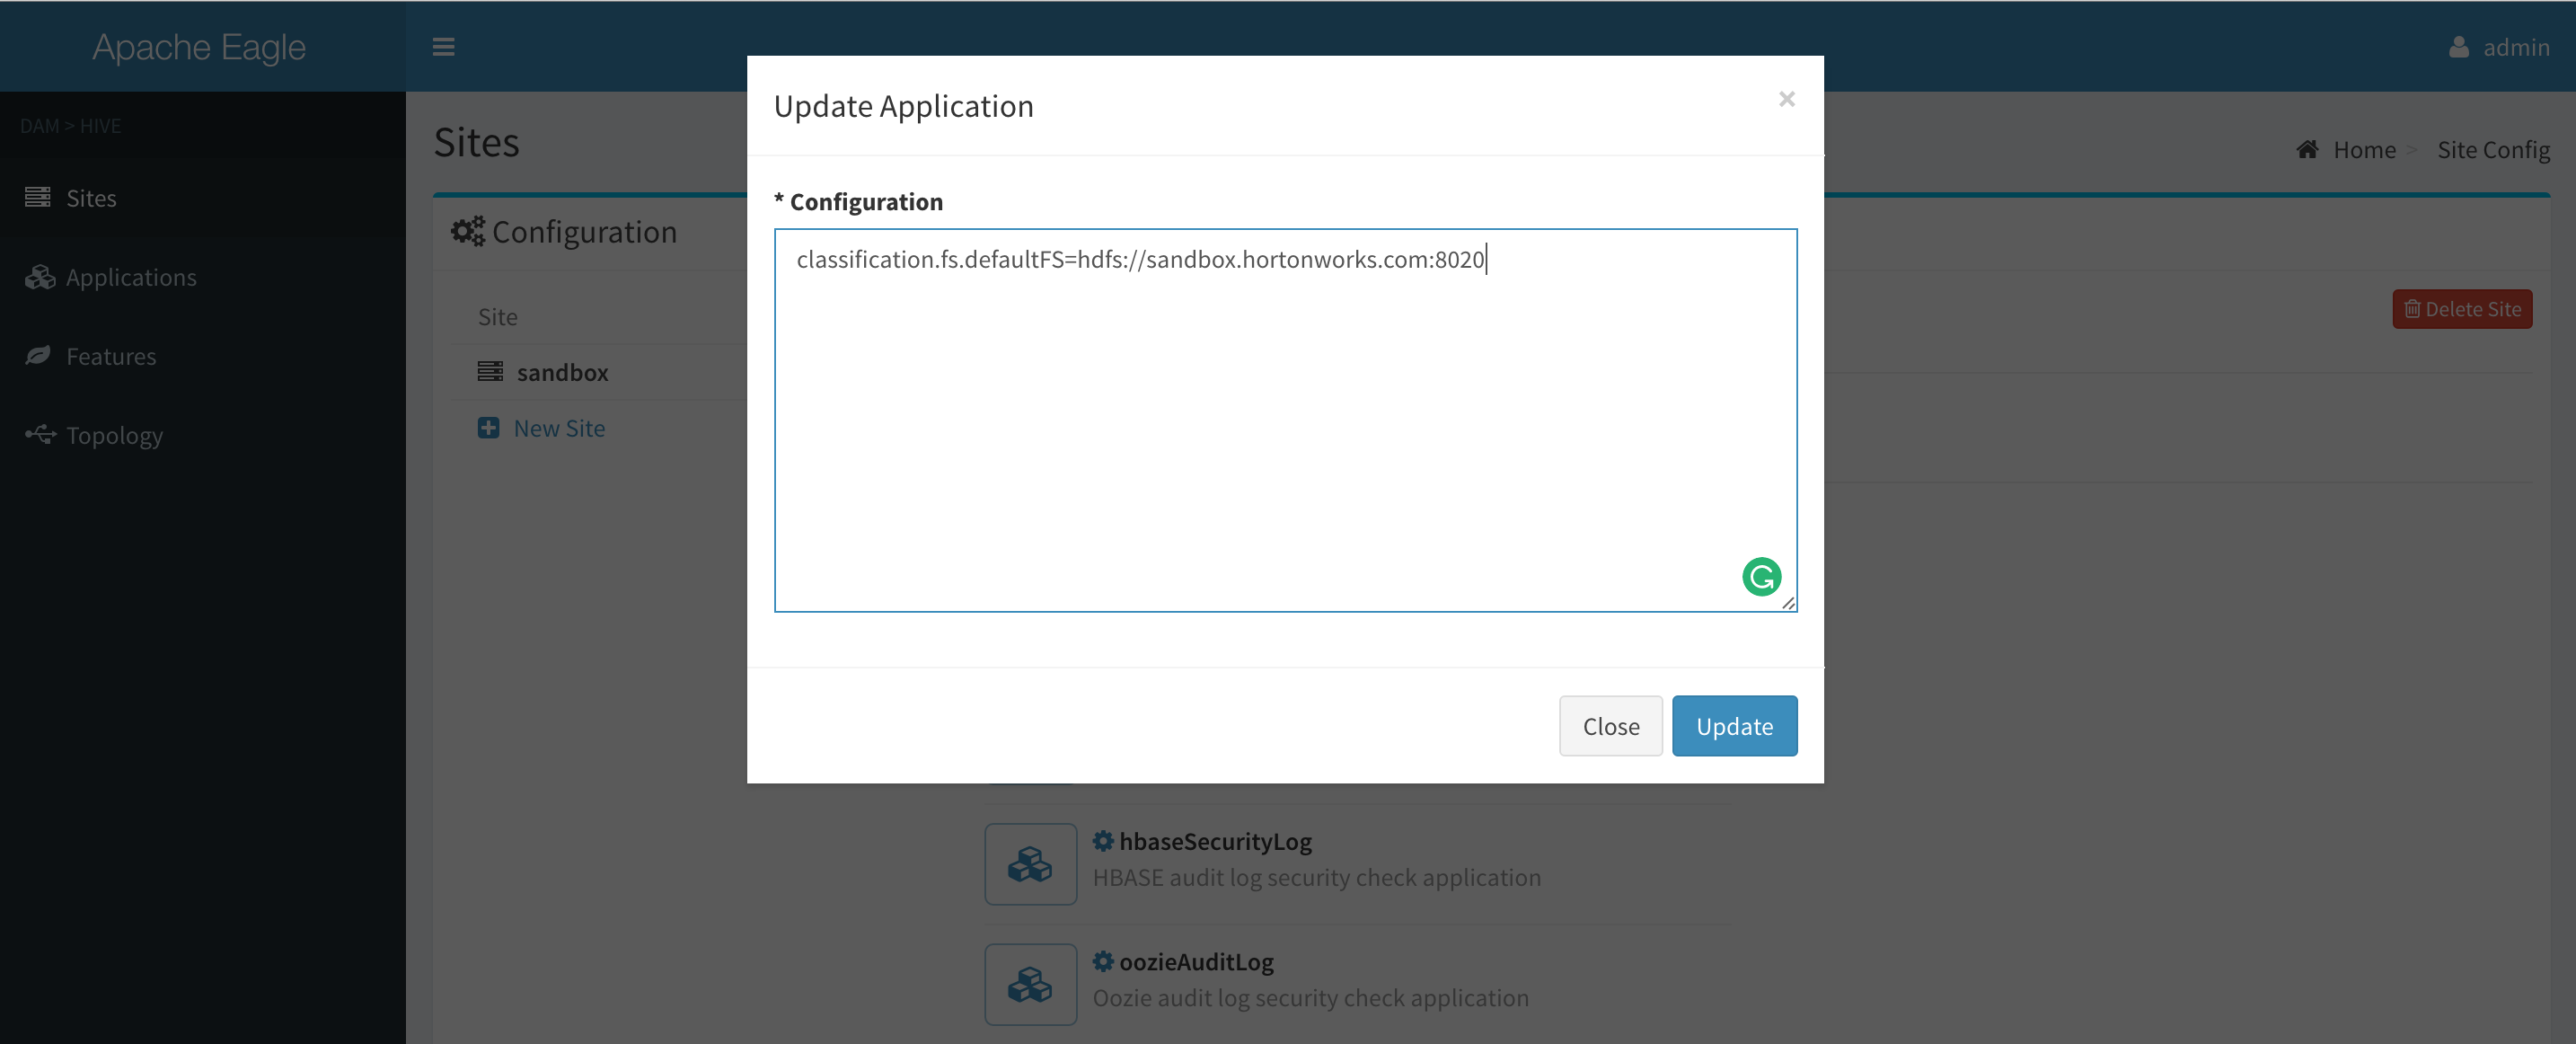 Apache Eagle
admin
DAM > HIVE
Sites
Applications
Features
Topology
Sites
Home > Site Config
Configuration
Site
sandbox
New Site
Delete Site
Update Application
×
* Configuration
classification.fs.defaultFS=hdfs://sandbox.hortonworks.com:8020
Close
Update
hbaseSecurityLog
HBASE audit log security check application
oozieAuditLog
Oozie audit log security check application